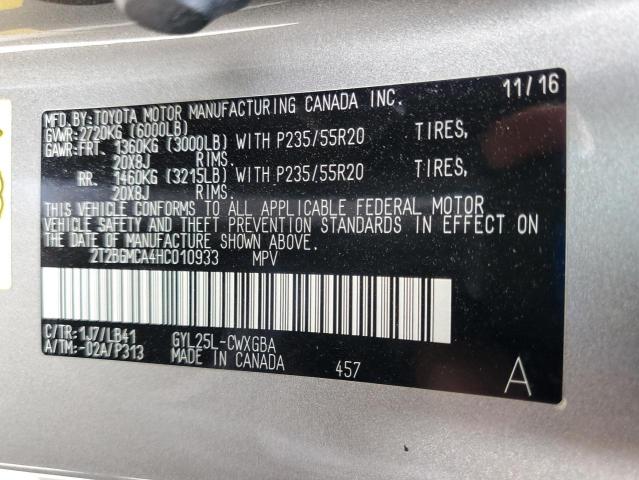 MFD.BY:TOYOTA MOTOR MANUFACTURING CANADA INC. 11/16
GVWR:2720KG (6000LB)
GAWR:FRT. 1360KG (3000LB) WITH P235/55R20 TIRES,
20X8J RIMS.
RR. 1460KG (3215LB) WITH P235/55R20 TIRES,
20X8J RIMS.
THIS VEHICLE CONFORMS TO ALL APPLICABLE FEDERAL MOTOR
VEHICLE SAFETY AND THEFT PREVENTION STANDARDS IN EFFECT ON
THE DATE OF MANUFACTURE SHOWN ABOVE.
2T2BGMCA4HC010933 MPV
C/TR:1J7/LB41 GYL25L-CWXGBA
A/TM:-02A/P313 MADE IN CANADA 457 A